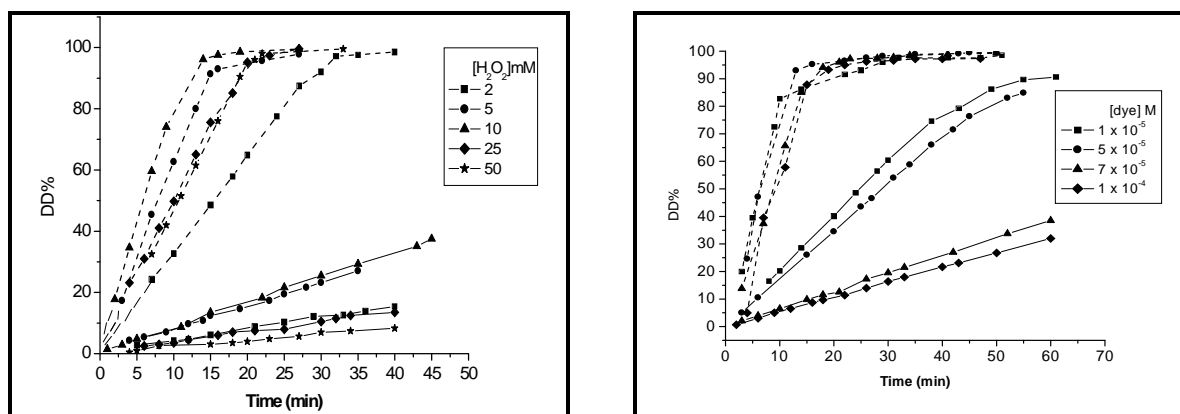 100
80
60
40
20
0
DD%
0 5 10 15 20 25 30 35 40 45 50
Time (min)
[H₂O₂]mM
2
5
10
25
50
100
90
80
70
60
50
40
30
20
10
0
DD%
0 10 20 30 40 50 60 70
Time (min)
[dye] M
1 x 10⁻⁵
5 x 10⁻⁵
7 x 10⁻⁵
1 x 10⁻⁴